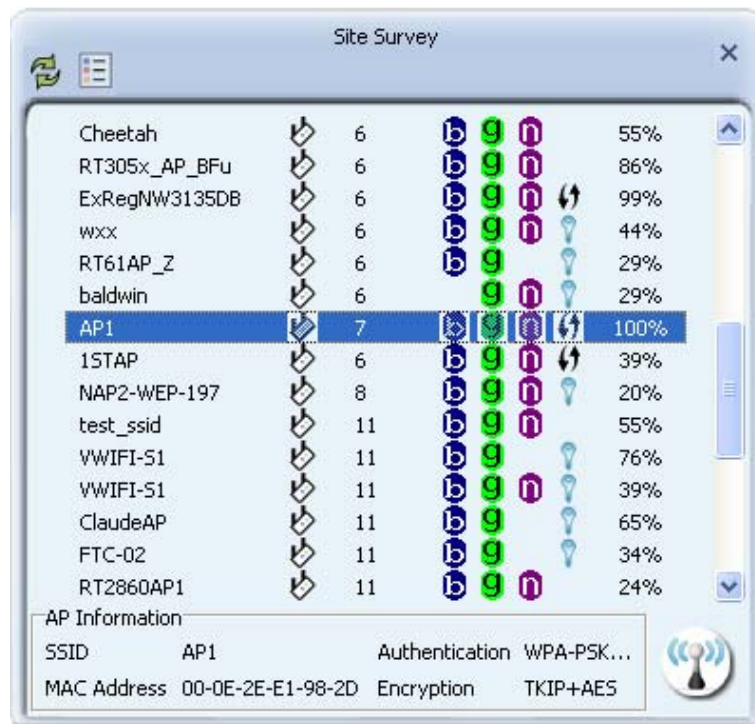 Site Survey
Cheetah 6 b g n 55%
RT305x_AP_BFu 6 b g n 86%
ExRegNW3135DB 6 b g n 99%
wxx 6 b g n 44%
RT61AP_Z 6 b g 29%
baldwin 6 g n 29%
AP1 7 b g n 100%
1STAP 6 b g n 39%
NAP2-WEP-197 8 b g n 20%
test_ssid 11 b g n 55%
VWIFI-S1 11 b g 76%
VWIFI-S1 11 b g n 39%
ClaudeAP 11 b g 65%
FTC-02 11 b g 34%
RT2860AP1 11 b g n 24%
AP Information
SSID AP1 Authentication WPA-PSK...
MAC Address 00-0E-2E-E1-98-2D Encryption TKIP+AES